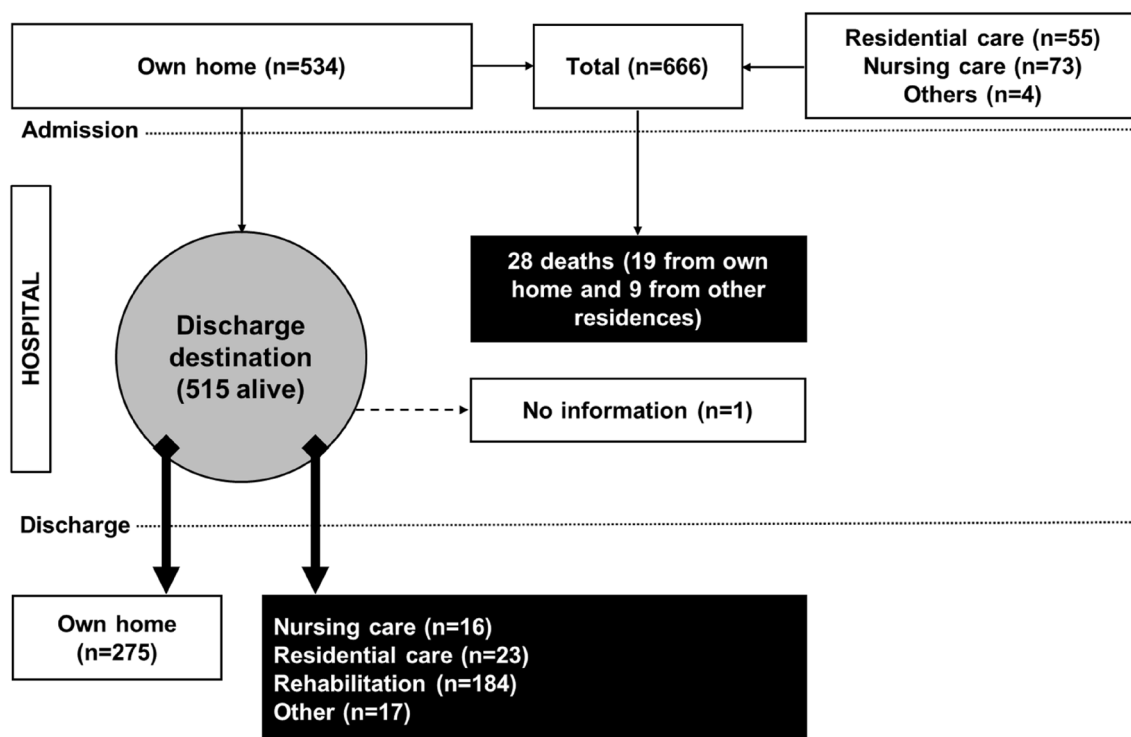 Own home (n=534)
Total (n=666)
Residential care (n=55)
Nursing care (n=73)
Others (n=4)
Admission
HOSPITAL
28 deaths (19 from own
home and 9 from other
residences)
Discharge
destination
(515 alive)
No information (n=1)
Discharge
Own home
(n=275)
Nursing care (n=16)
Residential care (n=23)
Rehabilitation (n=184)
Other (n=17)